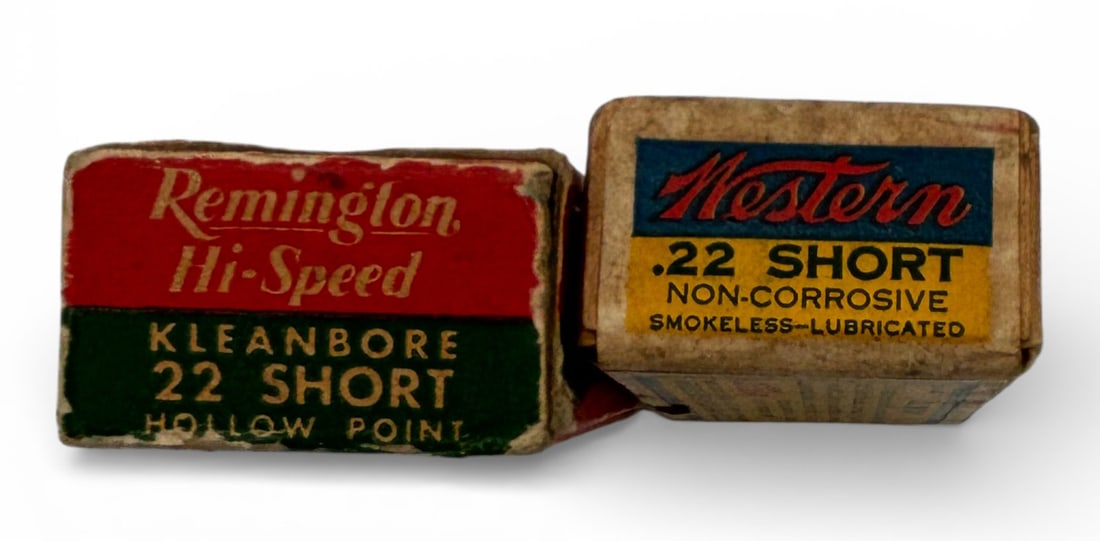 Remington
Hi-Speed
KLEANBORE
22 SHORT
HOLLOW POINT
Western
.22 SHORT
NON-CORROSIVE
SMOKELESS-LUBRICATED